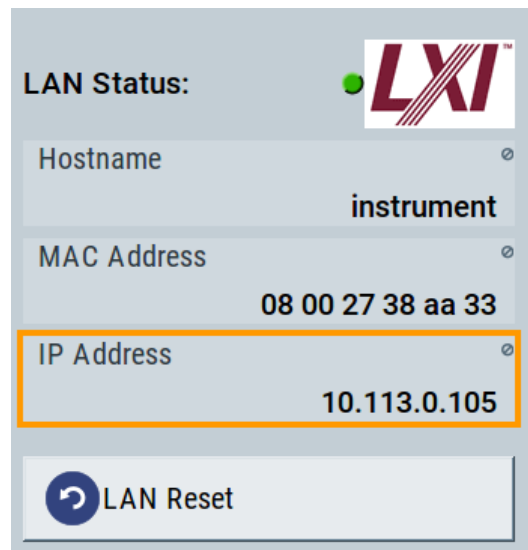 LAN Status:
LXI™
Hostname
instrument
MAC Address
08 00 27 38 aa 33
IP Address
10.113.0.105
LAN Reset